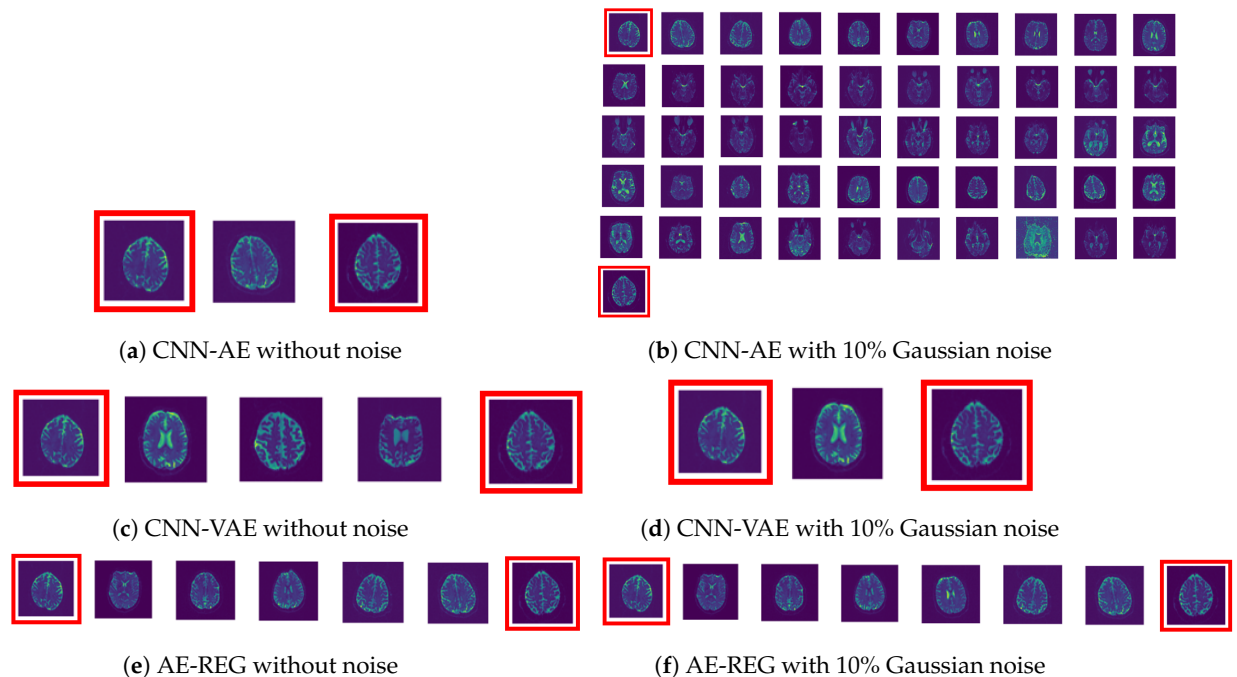 (a) CNN-AE without noise
(b) CNN-AE with 10% Gaussian noise
(c) CNN-VAE without noise
(d) CNN-VAE with 10% Gaussian noise
(e) AE-REG without noise
(f) AE-REG with 10% Gaussian noise